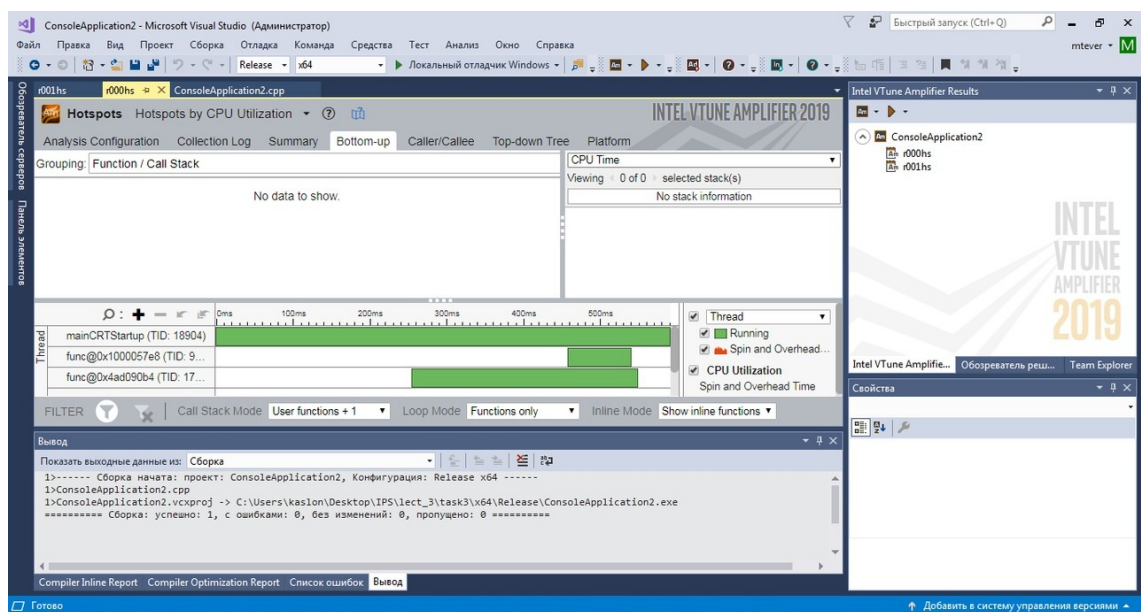 ConsoleApplication2 - Microsoft Visual Studio (Администратор)
Быстрый запуск (Ctrl+Q)
Файл Правка Вид Проект Сборка Отладка Команда Средства Тест Анализ Окно Справка
mtever M
Release x64 Локальный отладчик Windows
Обозреватель серверов
Панель элементов
r001hs r000hs ConsoleApplication2.cpp
Hotspots Hotspots by CPU Utilization
INTEL VTUNE AMPLIFIER 2019
Analysis Configuration Collection Log Summary Bottom-up Caller/Callee Top-down Tree Platform
Grouping: Function / Call Stack
CPU Time
Viewing 0 of 0 selected stack(s)
No data to show.
No stack information
0ms 100ms 200ms 300ms 400ms 500ms
Thread
mainCRTStartup (TID: 18904)
func@0x1000057e8 (TID: 9...
func@0x4ad090b4 (TID: 17...
Thread
Running
Spin and Overhead...
CPU Utilization
Spin and Overhead Time
FILTER Call Stack Mode User functions + 1 Loop Mode Functions only Inline Mode Show inline functions
Вывод
Показать выходные данные из: Сборка
1>------ Сборка начата: проект: ConsoleApplication2, Конфигурация: Release x64 ------
1>ConsoleApplication2.cpp
1>ConsoleApplication2.vcxproj -> C:\Users\kaslon\Desktop\IPS\lect_3\task3\x64\Release\ConsoleApplication2.exe
========== Сборка: успешно: 1, с ошибками: 0, без изменений: 0, пропущено: 0 ==========
Compiler Inline Report Compiler Optimization Report Список ошибок Вывод
Intel VTune Amplifier Results
ConsoleApplication2
r000hs
r001hs
INTEL
VTUNE
AMPLIFIER
2019
Intel VTune Amplifie... Обозреватель реш... Team Explorer
Свойства
Готово
Добавить в систему управления версиями